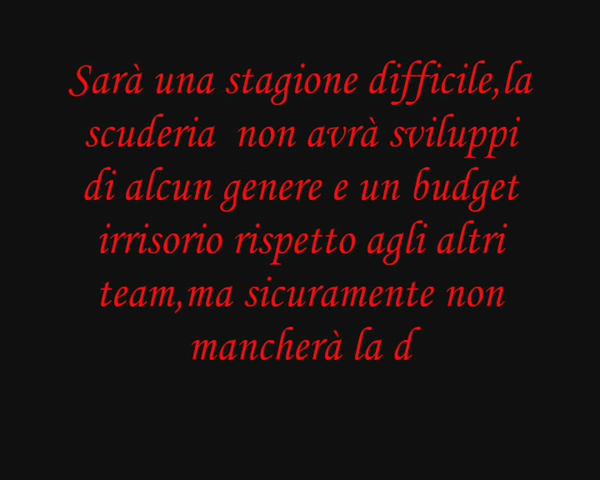 Sarà una stagione difficile,la
scuderia  non avrà sviluppi
di alcun genere e un budget
irrisorio rispetto agli altri
team,ma sicuramente non
mancherà la d